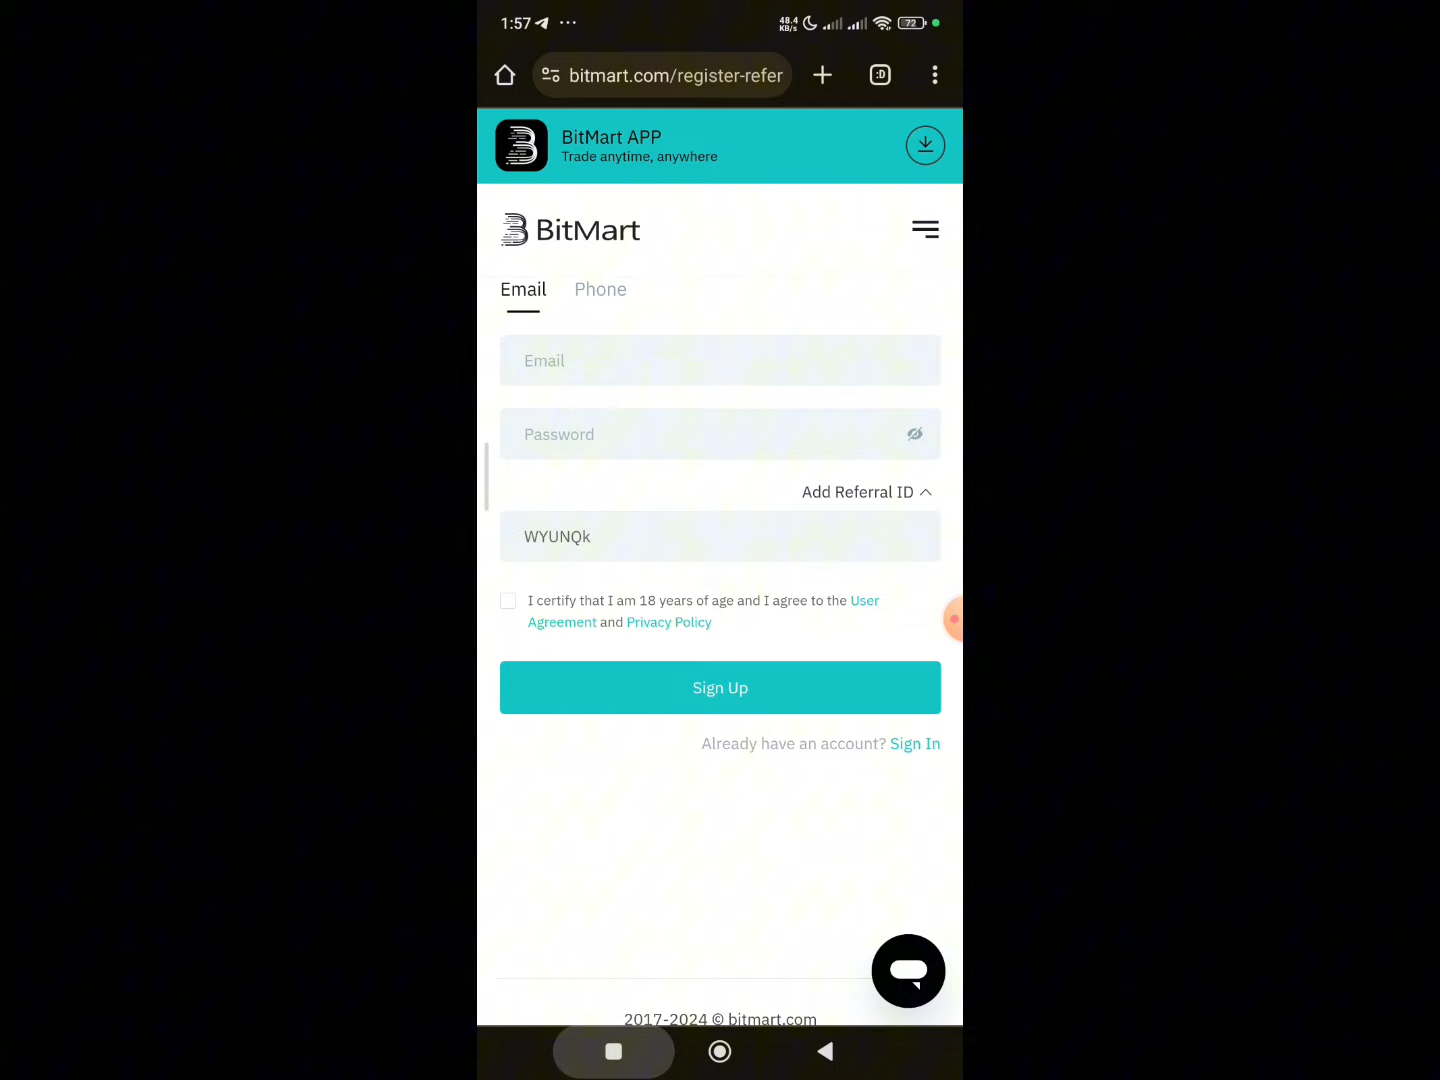 1:57
48.4
KB/s
72
bitmart.com/register-refer
:D
BitMart APP
Trade anytime, anywhere
BitMart
Email Phone
Email
Password
Add Referral ID
WYUNQk
I certify that I am 18 years of age and I agree to the User
Agreement and Privacy Policy
Sign Up
Already have an account? Sign In
2017-2024 © bitmart.com